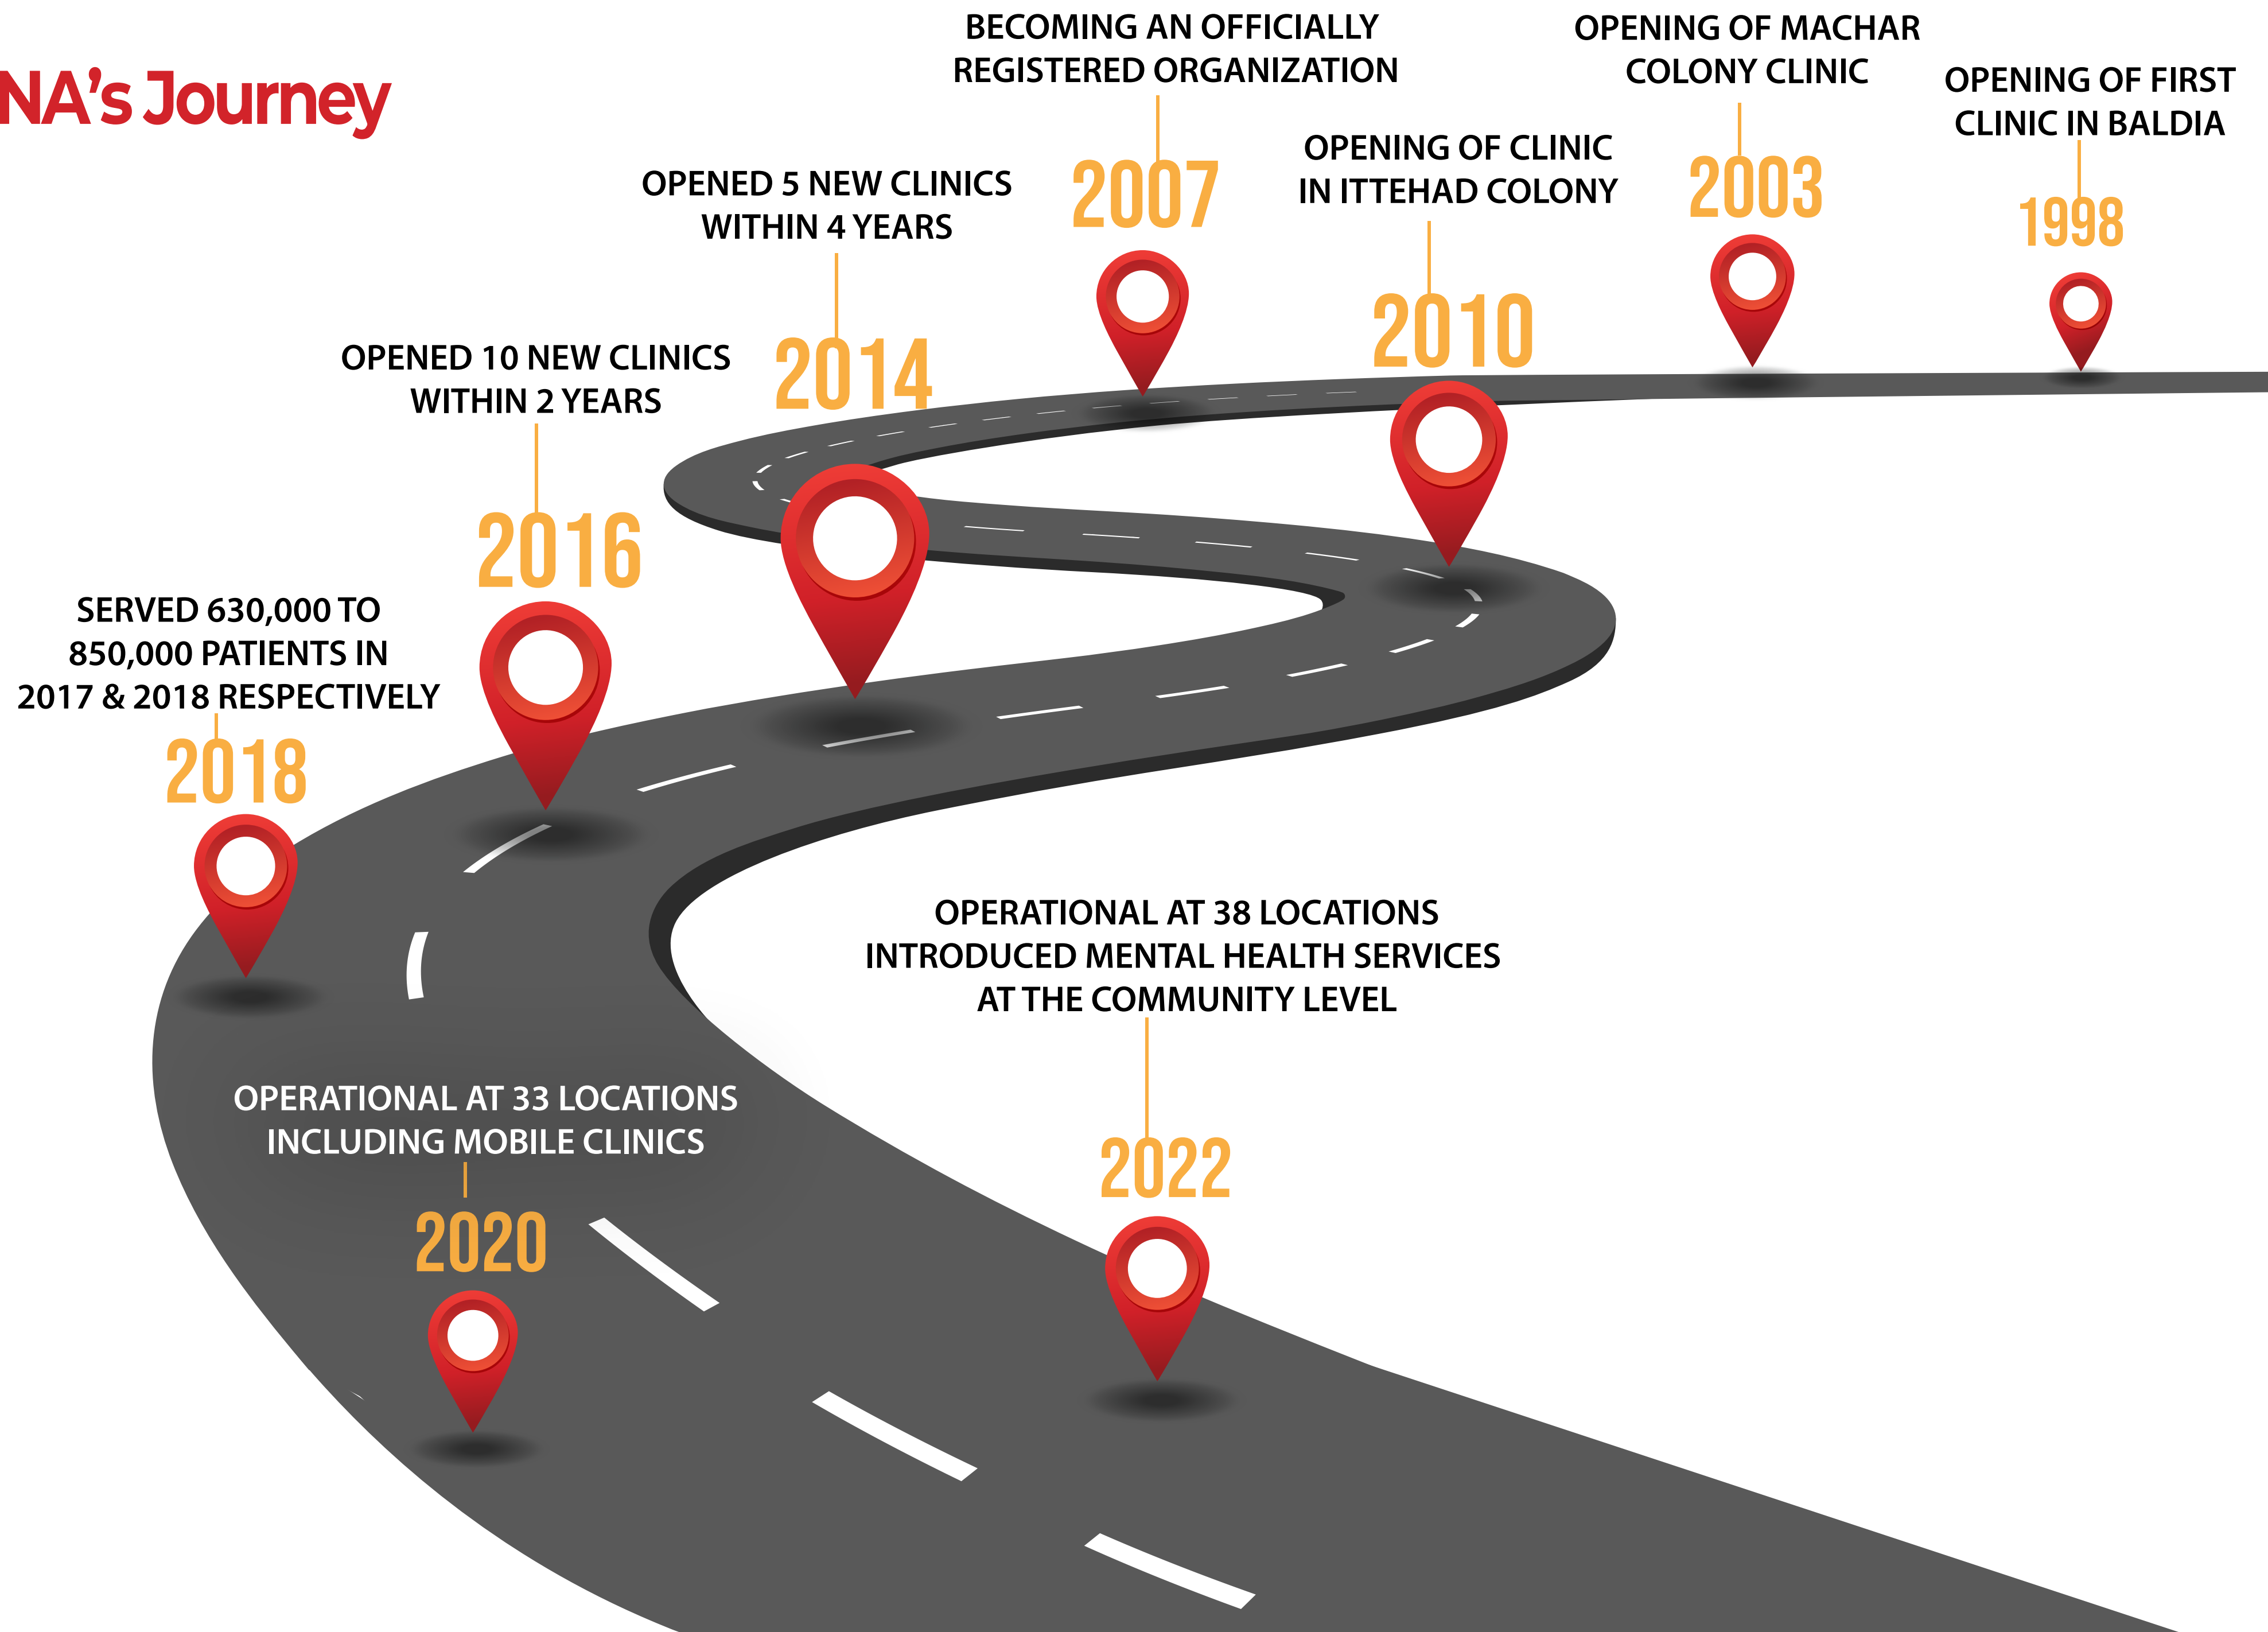 NA's Journey
BECOMING AN OFFICIALLY
REGISTERED ORGANIZATION
2007
OPENING OF MACHAR
COLONY CLINIC
2003
OPENING OF FIRST
CLINIC IN BALDIA
1998
OPENING OF CLINIC
IN ITTEHAD COLONY
2010
OPENED 5 NEW CLINICS
WITHIN 4 YEARS
2014
OPENED 10 NEW CLINICS
WITHIN 2 YEARS
2016
SERVED 630,000 TO
850,000 PATIENTS IN
2017 & 2018 RESPECTIVELY
2018
OPERATIONAL AT 33 LOCATIONS
INCLUDING MOBILE CLINICS
2020
OPERATIONAL AT 38 LOCATIONS
INTRODUCED MENTAL HEALTH SERVICES
AT THE COMMUNITY LEVEL
2022